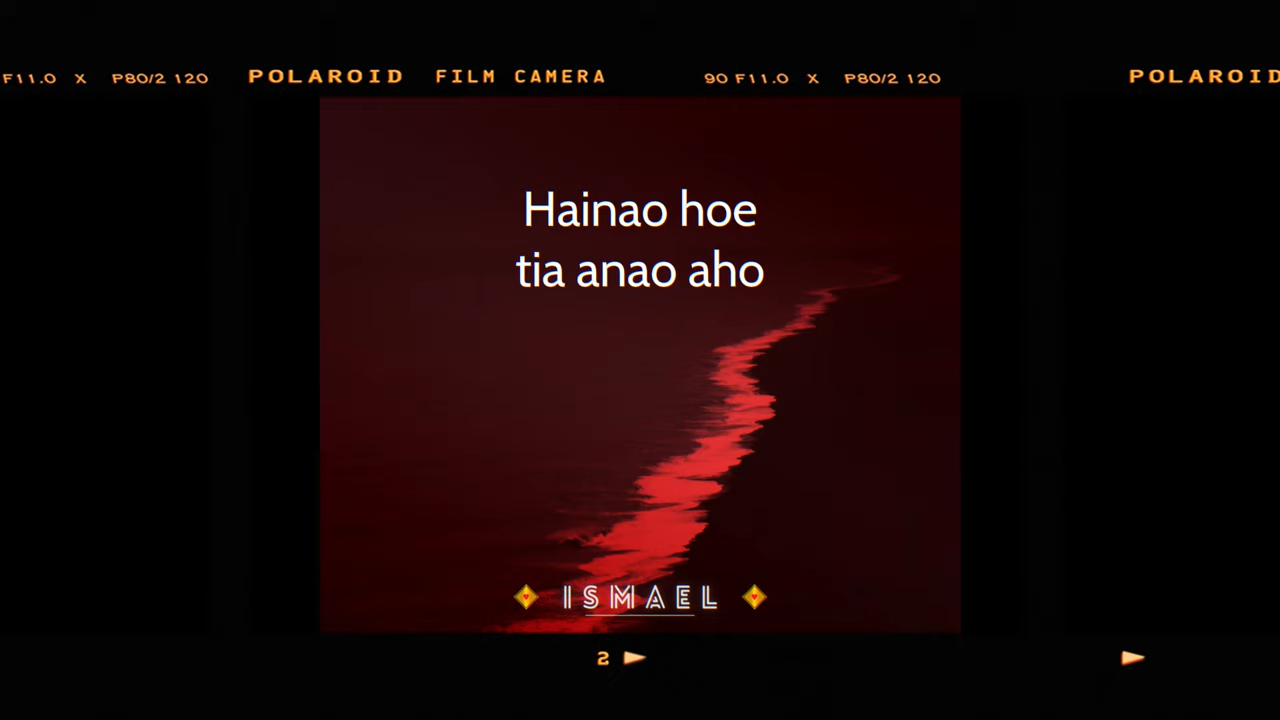 F11.0 X P80/2 120 POLAROID FILM CAMERA 90 F11.0 X P80/2 120 POLAROID
Hainao hoe
tia anao aho
ISMAEL
2